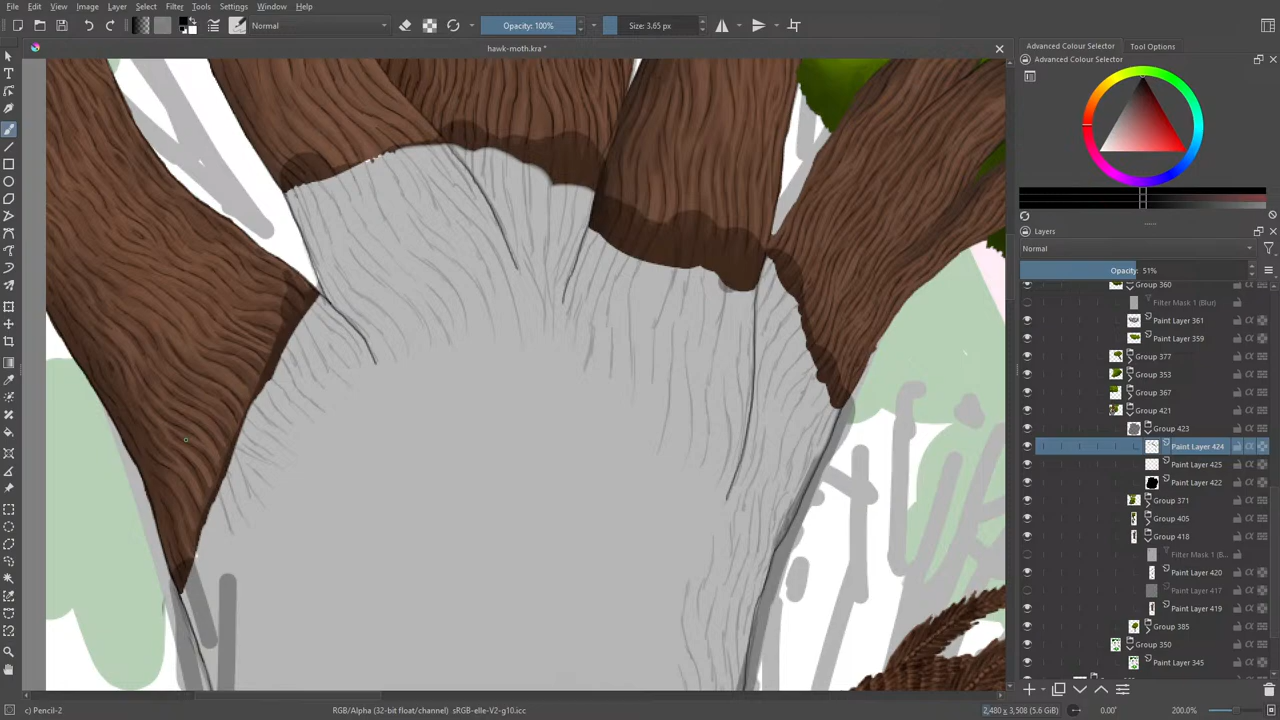 File Edit View Image Layer Select Filter Tools Settings Window Help
Normal Opacity: 100% Size: 3.65 px
hawk-moth.kra *
Advanced Colour Selector Tool Options
Advanced Colour Selector
Layers
Normal
Opacity: 51%
Group 360
Filter Mask 1 (Blur)
Paint Layer 361
Paint Layer 359
Group 377
Group 353
Group 367
Group 421
Group 423
Paint Layer 424
Paint Layer 425
Paint Layer 422
Group 371
Group 405
Group 418
Filter Mask 1 (B...
Paint Layer 420
Paint Layer 417
Paint Layer 419
Group 385
Group 350
Paint Layer 345
c) Pencil-2 RGB/Alpha (32-bit float/channel) sRGB-elle-V2-g10.icc 2,480 x 3,508 (5.6 GiB) 0.00° 200.0%